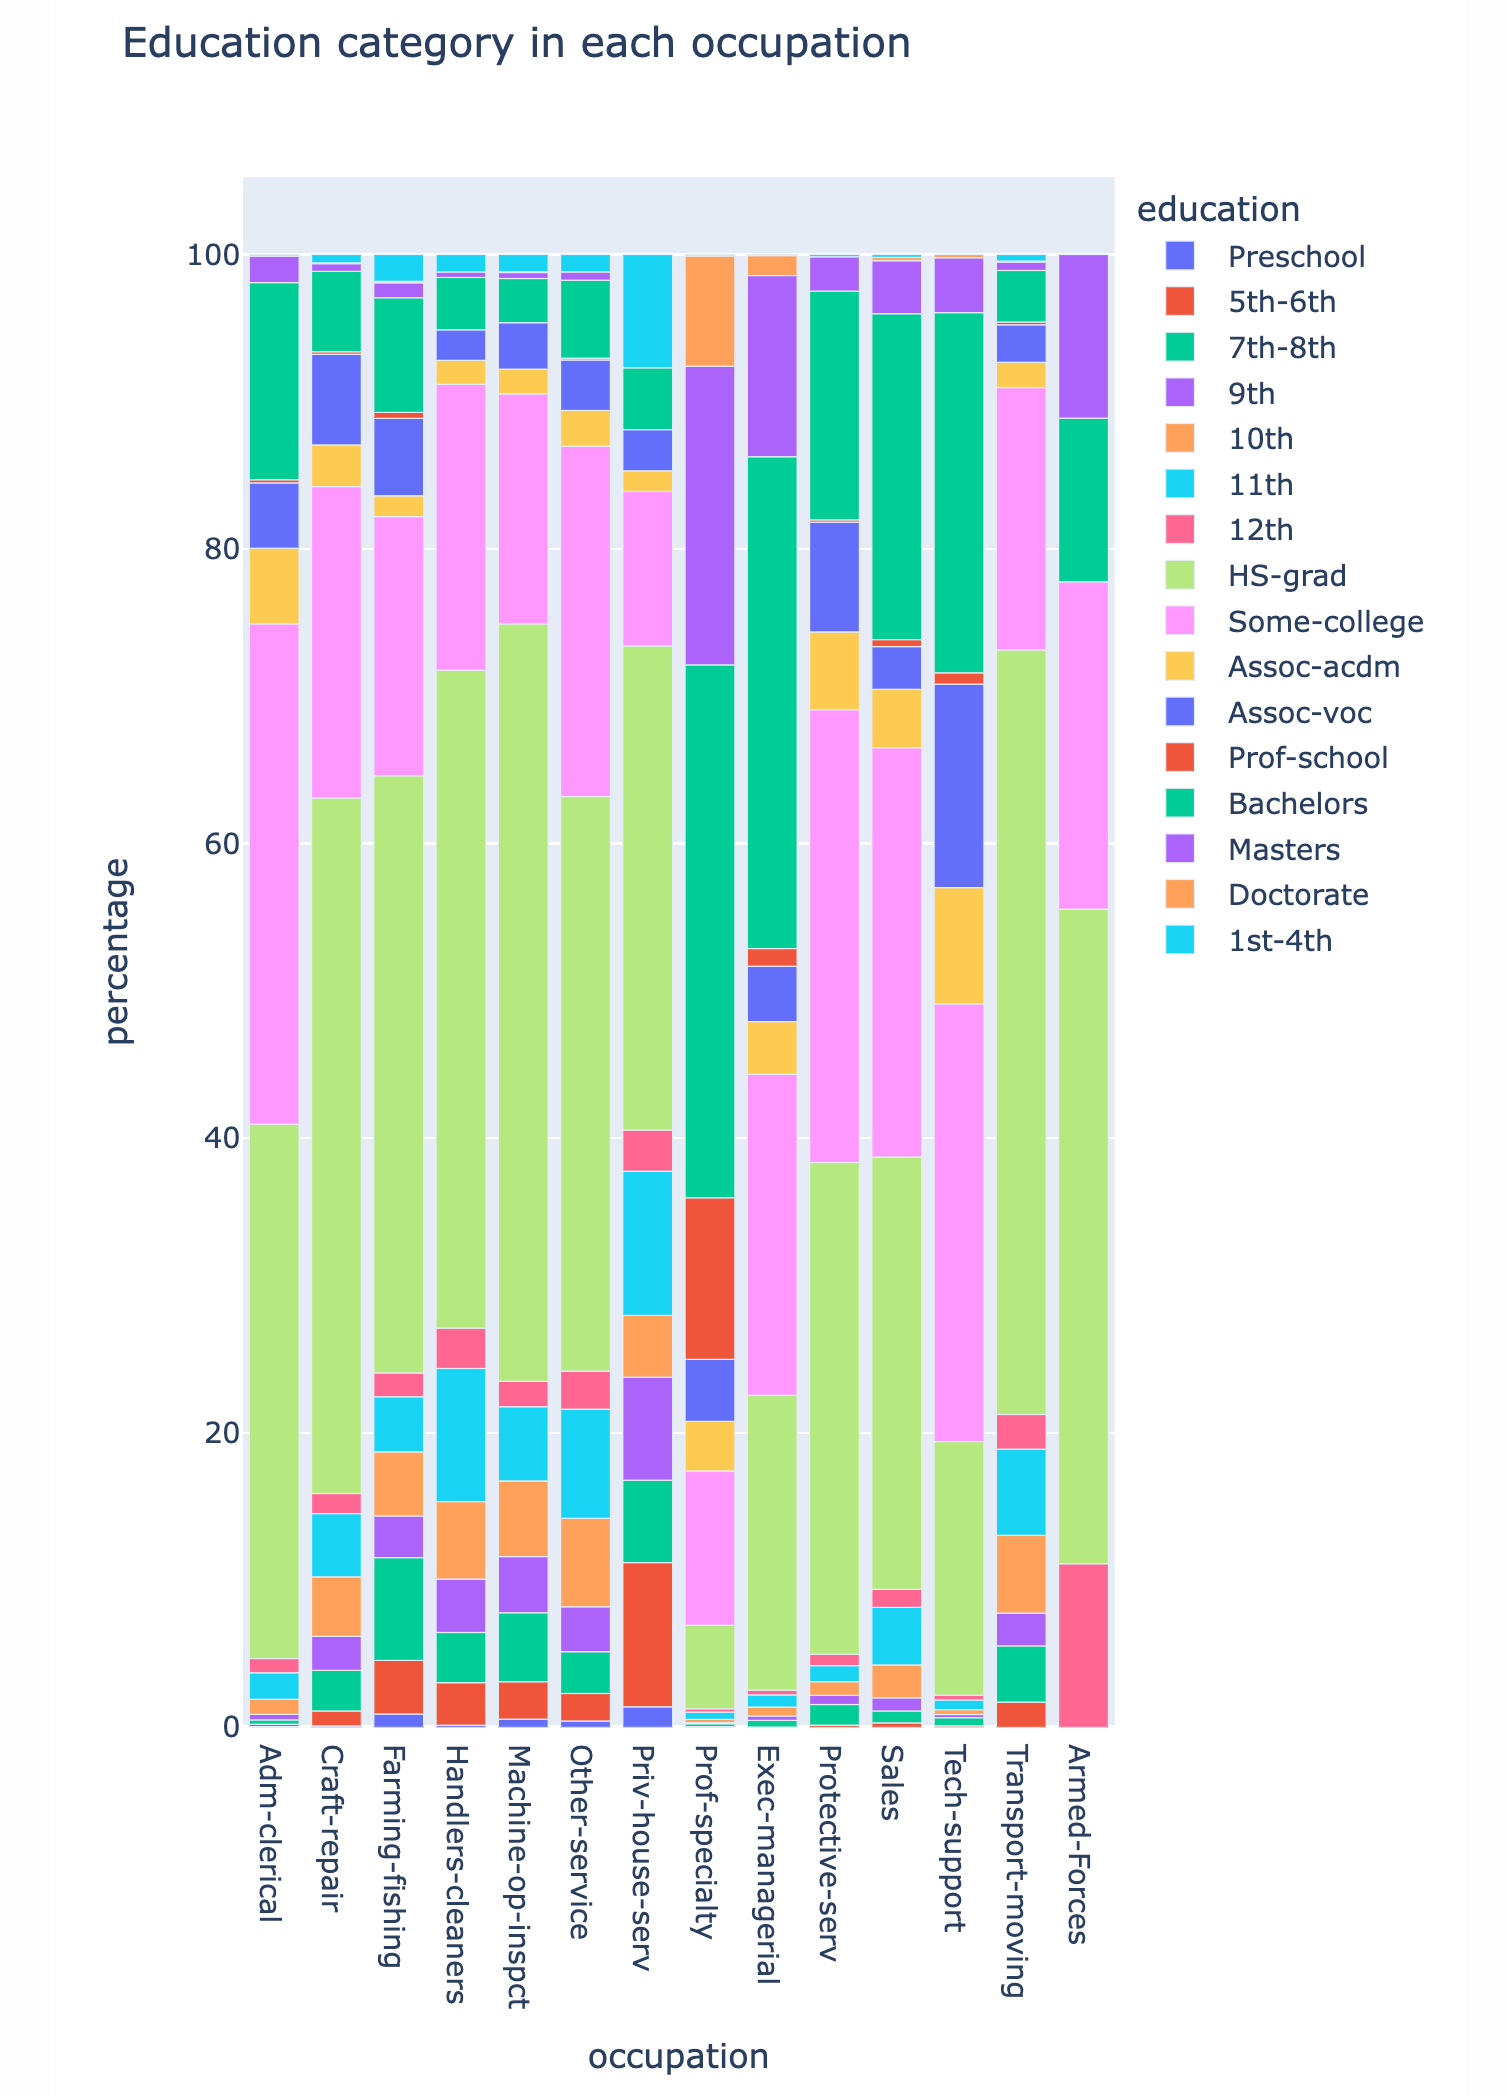 Education category in each occupation
education
Preschool
5th-6th
7th-8th
9th
10th
11th
12th
HS-grad
Some-college
Assoc-acdm
Assoc-voc
Prof-school
Bachelors
Masters
Doctorate
1st-4th
percentage
100
80
60
40
20
0
Adm-clerical
Craft-repair
Farming-fishing
Handlers-cleaners
Machine-op-inspct
Other-service
Priv-house-serv
Prof-specialty
Exec-managerial
Protective-serv
Sales
Tech-support
Transport-moving
Armed-Forces
occupation